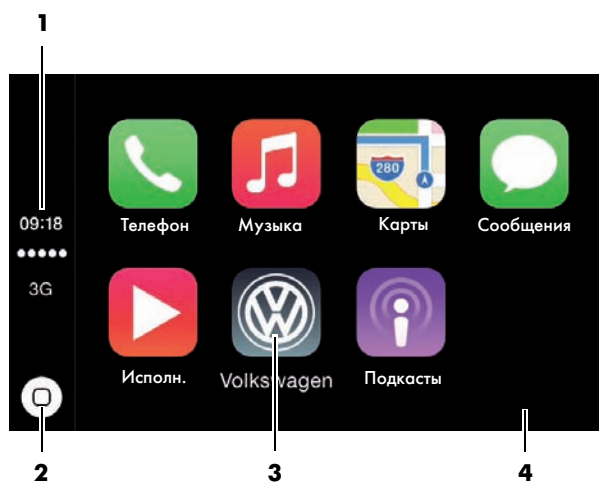 1
280
09:18
Телефон
Музыка
Карты
Сообщения
3G
Исполн.
Volkswagen
Подкасты
2
3
4